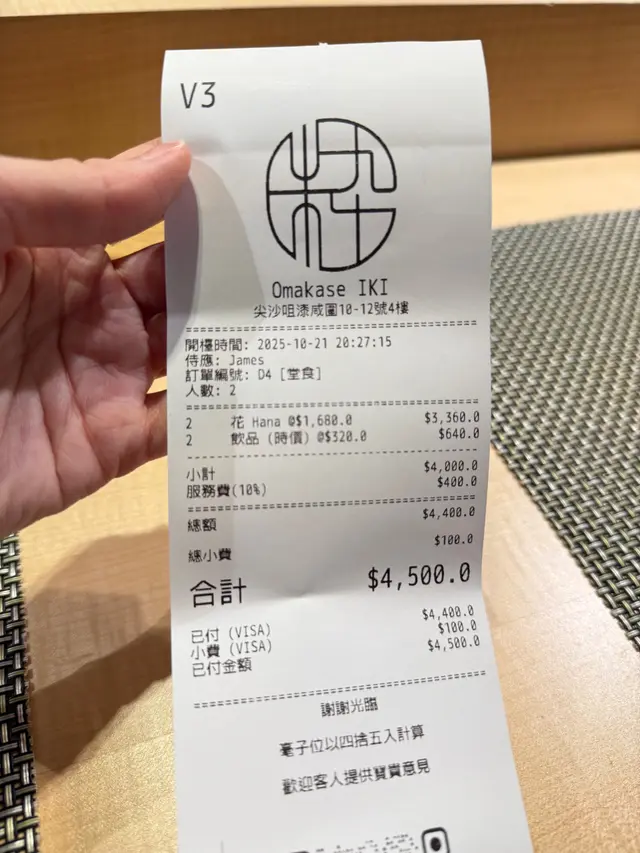 V3
Omakase IKI
尖沙咀漆咸圍10-12號4樓
開檯時間: 2025-10-21 20:27:15
侍應: James
訂單編號: D4 [堂食]
人數: 2
2 花 Hana @$1,680.0 $3,360.0
2 飲品 (時價) @$320.0 $640.0
小計 $4,000.0
服務費(10%) $400.0
總額 $4,400.0
總小費 $100.0
合計 $4,500.0
已付 (VISA) $4,400.0
小費 (VISA) $100.0
已付金額 $4,500.0
謝謝光臨
毫子位以四捨五入計算
歡迎客人提供寶貴意見